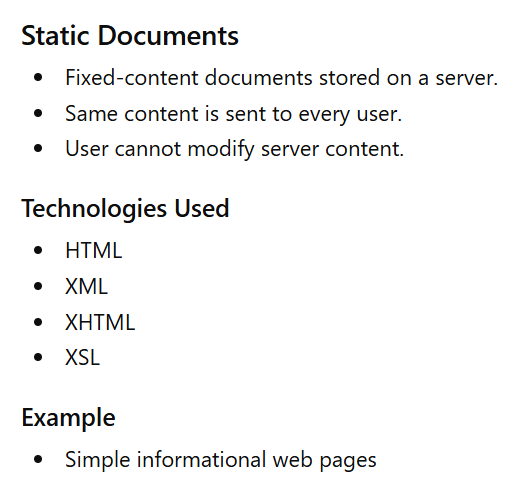 Static Documents
• Fixed-content documents stored on a server.
• Same content is sent to every user.
• User cannot modify server content.
Technologies Used
• HTML
• XML
• XHTML
• XSL
Example
• Simple informational web pages